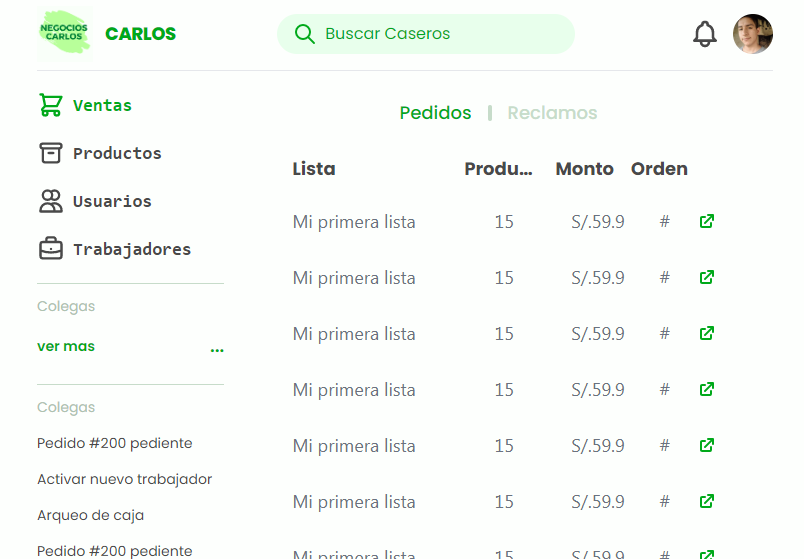 NEGOCIOS
CARLOS
CARLOS
Buscar Caseros
Ventas
Productos
Usuarios
Trabajadores
Colegas
ver mas ...
Colegas
Pedido #200 pediente
Activar nuevo trabajador
Arqueo de caja
Pedido #200 pediente
Pedidos | Reclamos
Lista Produ... Monto Orden
Mi primera lista 15 S/.59.9 #
Mi primera lista 15 S/.59.9 #
Mi primera lista 15 S/.59.9 #
Mi primera lista 15 S/.59.9 #
Mi primera lista 15 S/.59.9 #
Mi primera lista 15 S/.59.9 #
Mi primera lista 15 S/.59.9 #